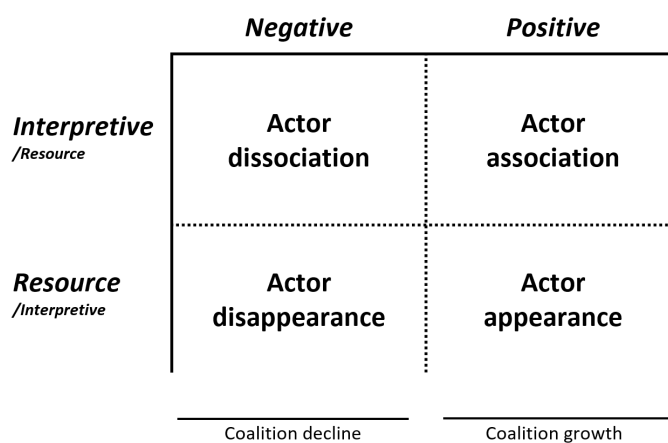 Negative
Positive
Interpretive
/Resource
Actor
dissociation
Actor
association
Resource
/Interpretive
Actor
disappearance
Actor
appearance
Coalition decline
Coalition growth